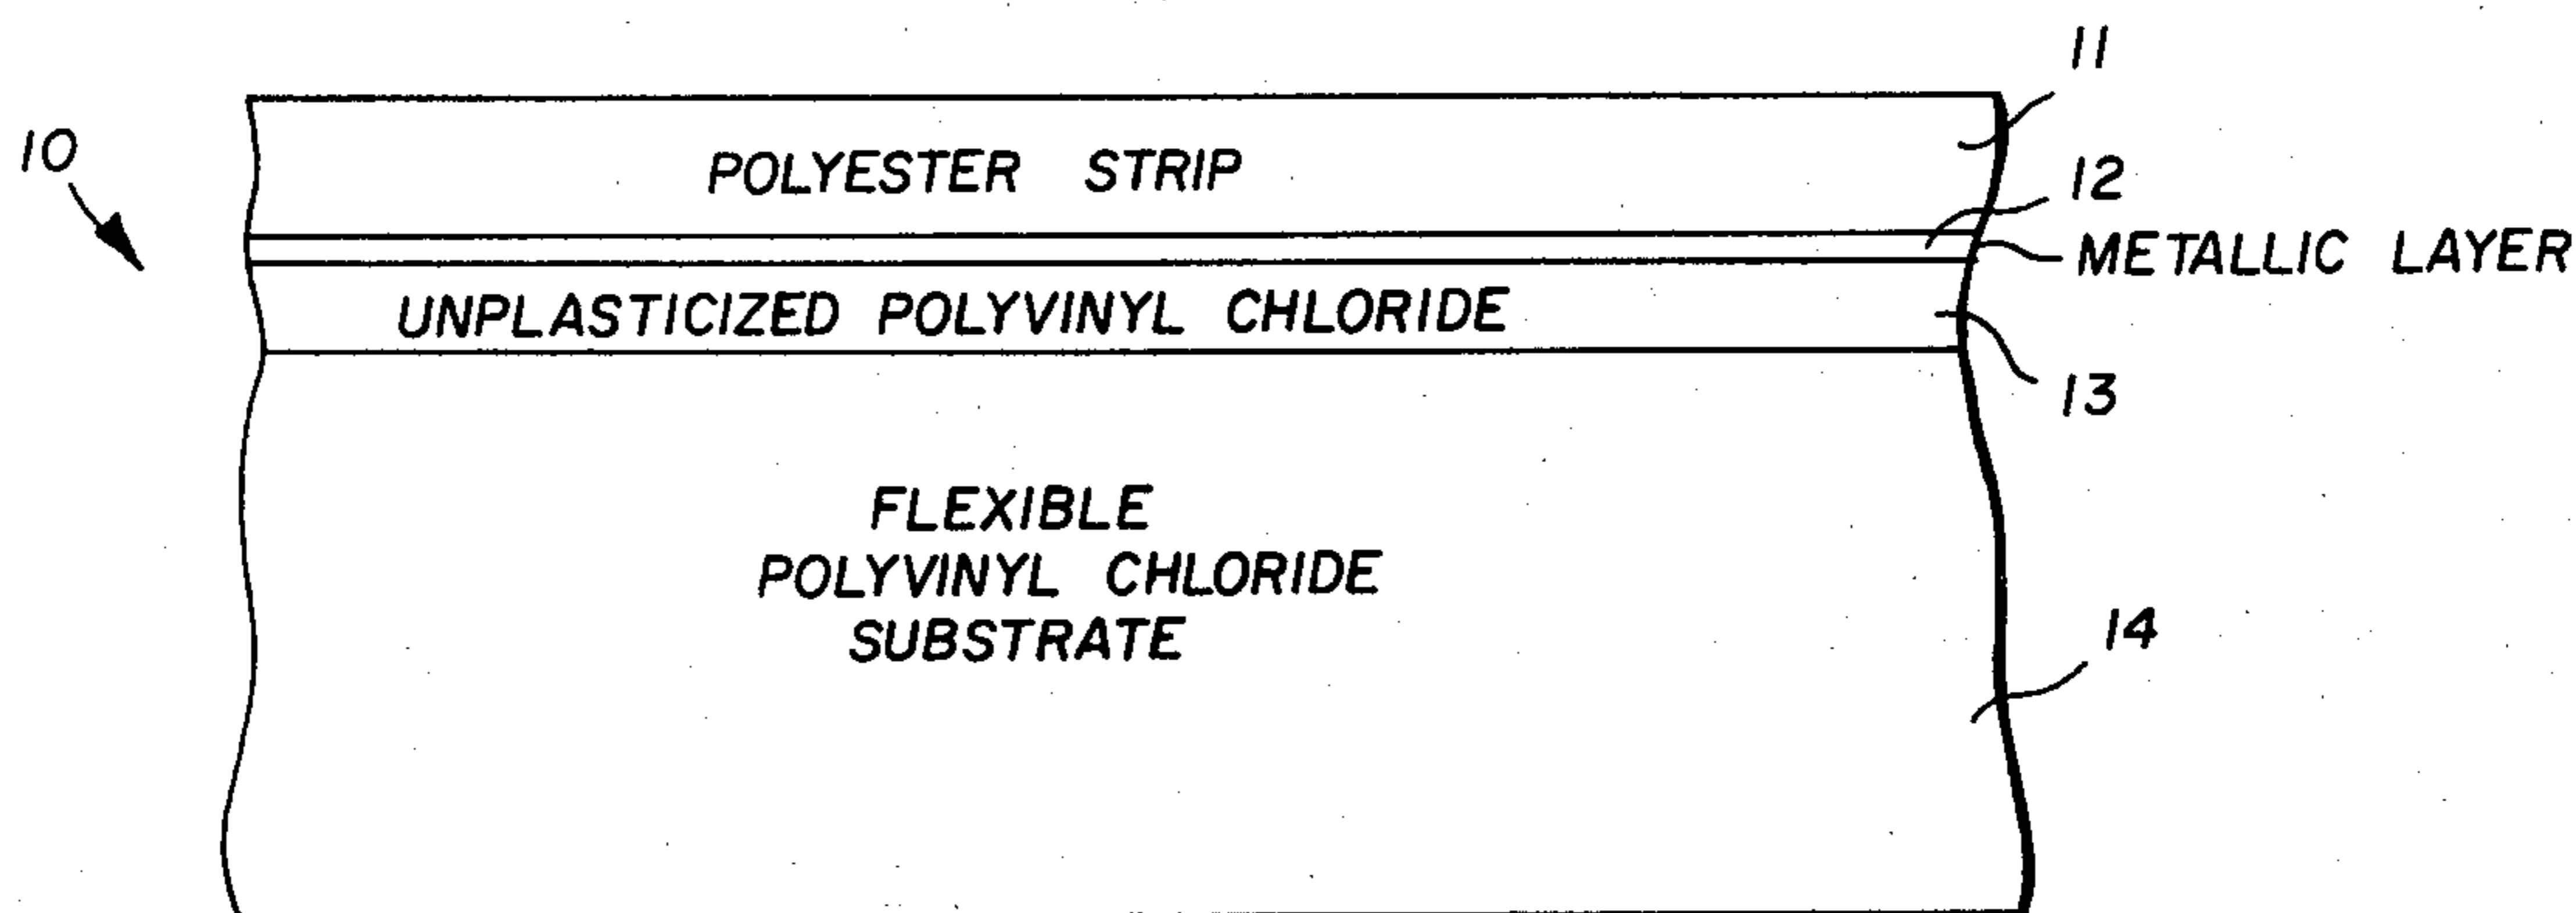 11
10
POLYESTER STRIP
12
METALLIC LAYER
UNPLASTICIZED POLYVINYL CHLORIDE
13
FLEXIBLE
POLYVINYL CHLORIDE
SUBSTRATE
14